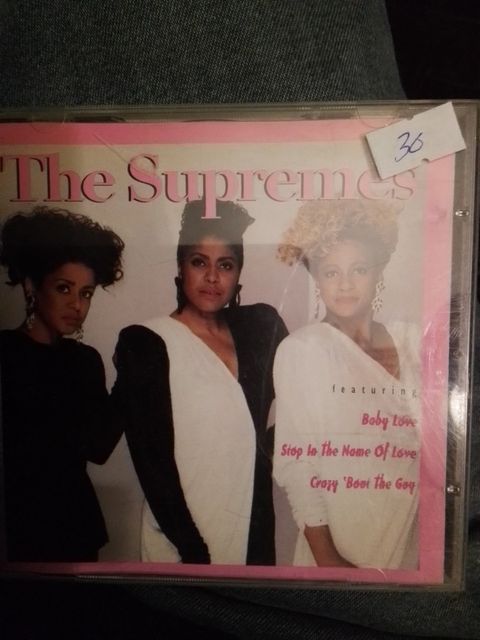 The Supremes
36
featuring
Baby Love
Stop In The Name Of Love
Crazy 'Bout The Guy